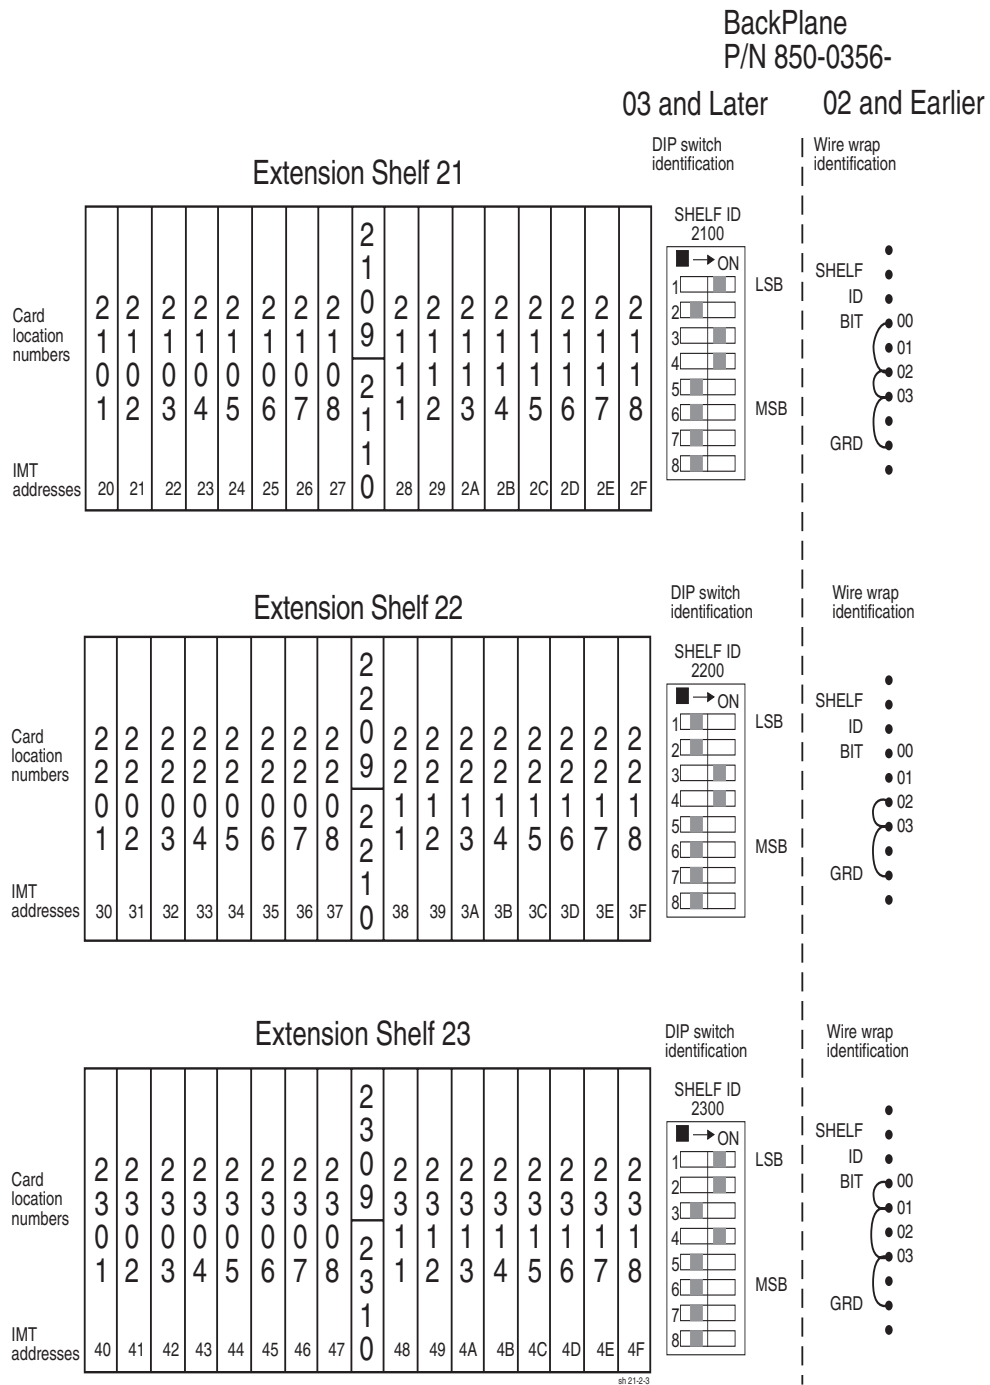 BackPlane
P/N 850-0356-
03 and Later
02 and Earlier
DIP switch
identification
Wire wrap
identification
Extension Shelf 21
SHELF ID
2100
ON
1
2
3
4
5
6
7
8
LSB
MSB
SHELF
ID
BIT
00
01
02
03
GRD
Card
location
numbers
2101 2102 2103 2104 2105 2106 2107 2108 2109 2110 2111 2112 2113 2114 2115 2116 2117 2118
IMT
addresses
20 21 22 23 24 25 26 27 28 29 2A 2B 2C 2D 2E 2F
Extension Shelf 22
DIP switch
identification
Wire wrap
identification
SHELF ID
2200
ON
1
2
3
4
5
6
7
8
LSB
MSB
SHELF
ID
BIT
00
01
02
03
GRD
Card
location
numbers
2201 2202 2203 2204 2205 2206 2207 2208 2209 2210 2211 2212 2213 2214 2215 2216 2217 2218
IMT
addresses
30 31 32 33 34 35 36 37 38 39 3A 3B 3C 3D 3E 3F
Extension Shelf 23
DIP switch
identification
Wire wrap
identification
SHELF ID
2300
ON
1
2
3
4
5
6
7
8
LSB
MSB
SHELF
ID
BIT
00
01
02
03
GRD
Card
location
numbers
2301 2302 2303 2304 2305 2306 2307 2308 2309 2310 2311 2312 2313 2314 2315 2316 2317 2318
IMT
addresses
40 41 42 43 44 45 46 47 48 49 4A 4B 4C 4D 4E 4F
sh 21-2-3